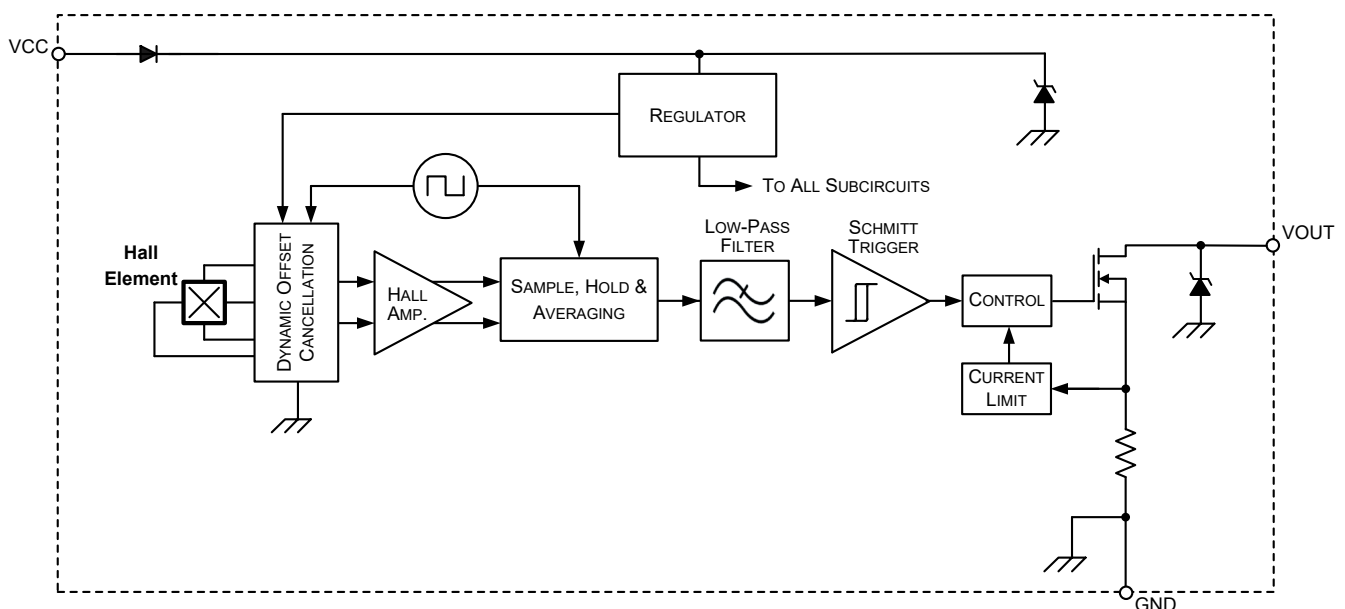 VCC
REGULATOR
TO ALL SUBCIRCUITS
LOW-PASS
FILTER
SCHMITT
TRIGGER
VOUT
Hall
Element
DYNAMIC OFFSET
CANCELLATION
HALL
AMP.
SAMPLE, HOLD &
AVERAGING
CONTROL
CURRENT
LIMIT
GND